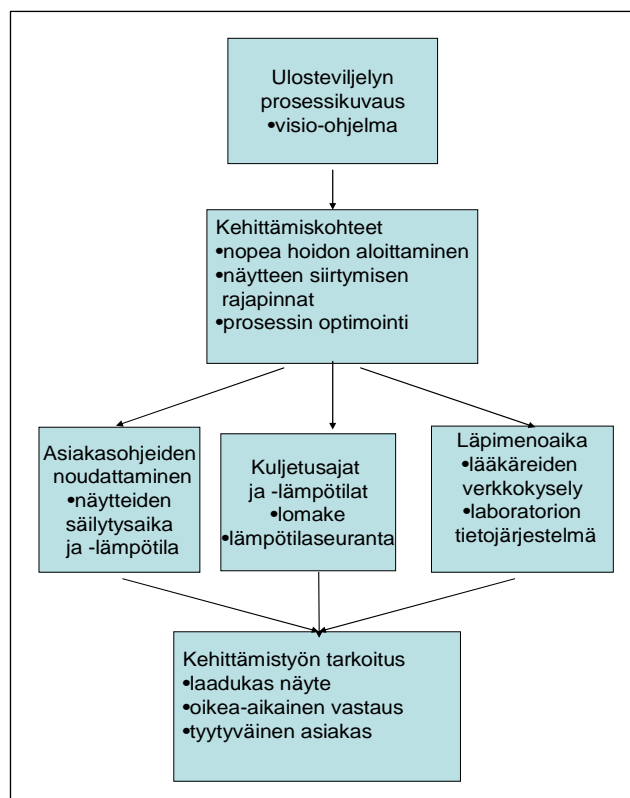 Ulosteviljelyn
prosessikuvaus
•visio-ohjelma
Kehittämiskohteet
•nopea hoidon aloittaminen
•näytteen siirtymisen
rajapinnat
•prosessin optimointi
Asiakasohjeiden
noudattaminen
•näytteiden
säilytysaika
ja -lämpötila
Kuljetusajat
ja -lämpötilat
•lomake
•lämpötilaseuranta
Läpimenoaika
•lääkäreiden
verkkokysely
•laboratorion
tietojärjestelmä
Kehittämistyön tarkoitus
•laadukas näyte
•oikea-aikainen vastaus
•tyytyväinen asiakas